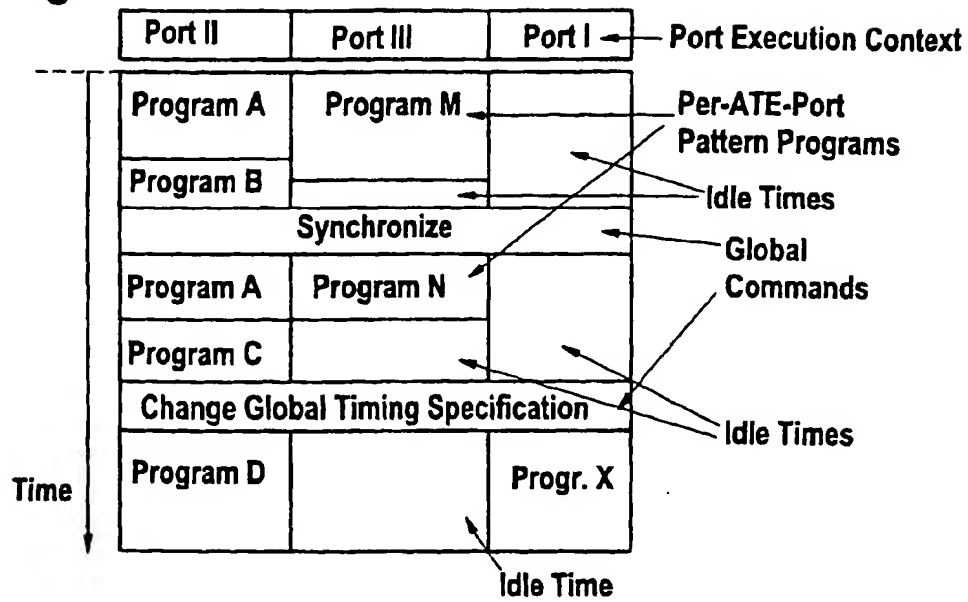 Port II Port III Port I Port Execution Context
Program A Program M Per-ATE-Port
Pattern Programs
Program B Idle Times
Synchronize Global
Commands
Program A Program N
Program C
Change Global Timing Specification
Idle Times
Program D Progr. X
Time
Idle Time